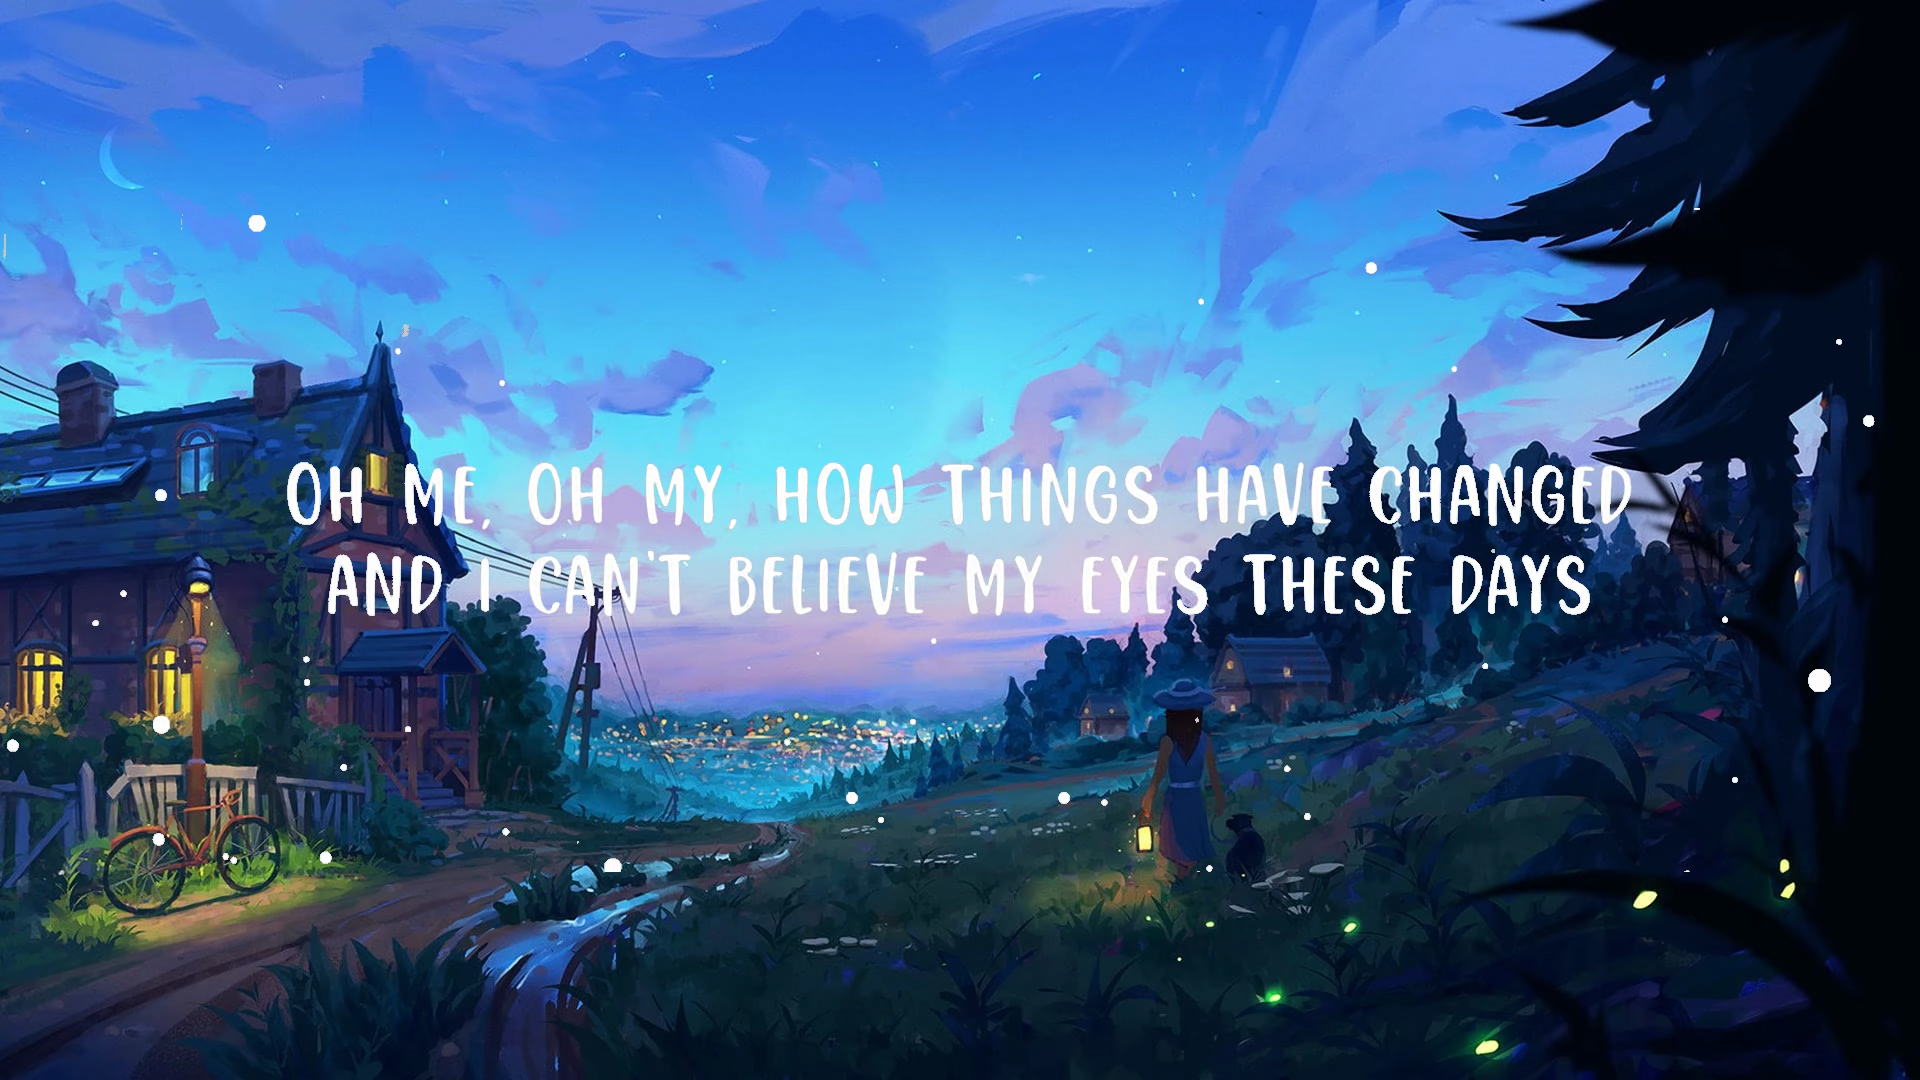 OH ME, OH MY, HOW THINGS HAVE CHANGED
AND I CAN'T BELIEVE MY EYES THESE DAYS